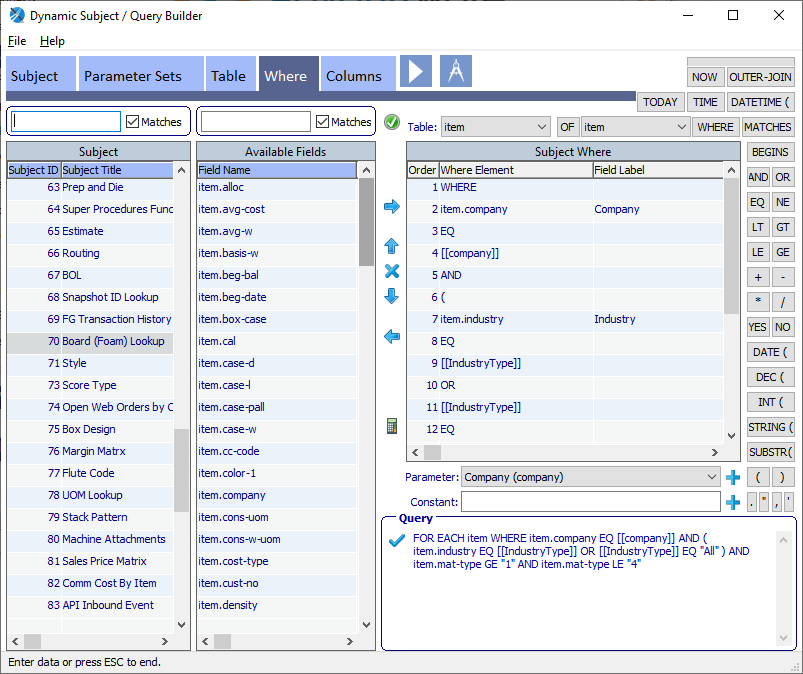 Dynamic Subject / Query Builder
File Help
Subject Parameter Sets Table Where Columns
NOW OUTER-JOIN
TODAY TIME DATETIME (
Matches Matches Table: item OF item WHERE MATCHES
Subject Available Fields Subject Where BEGINS
Subject ID Subject Title Field Name Order Where Element Field Label AND OR
63 Prep and Die item.alloc 1 WHERE
64 Super Procedures Func item.avg-cost 2 item.company Company EQ NE
65 Estimate item.avg-w 3 EQ LT GT
66 Routing item.basis-w 4 [[company]] LE GE
67 BOL item.beg-bal 5 AND + -
68 Snapshot ID Lookup item.beg-date 6 ( * /
69 FG Transaction History item.box-case 7 item.industry Industry YES NO
70 Board (Foam) Lookup item.cal 8 EQ DATE (
71 Style item.case-d 9 [[IndustryType]] DEC (
73 Score Type item.case-l 10 OR
74 Open Web Orders by C item.case-pall 11 [[IndustryType]] INT (
75 Box Design item.case-w 12 EQ STRING (
76 Margin Matrx item.cc-code SUBSTR(
77 Flute Code item.color-1 Parameter: Company (company) ( )
78 UOM Lookup item.company Constant: . " , '
79 Stack Pattern item.cons-uom Query
80 Machine Attachments item.cons-w-uom FOR EACH item WHERE item.company EQ [[company]] AND (
81 Sales Price Matrix item.cost-type item.industry EQ [[IndustryType]] OR [[IndustryType]] EQ "All" ) AND
82 Comm Cost By Item item.cust-no item.mat-type GE "1" AND item.mat-type LE "4"
83 API Inbound Event item.density
Enter data or press ESC to end.